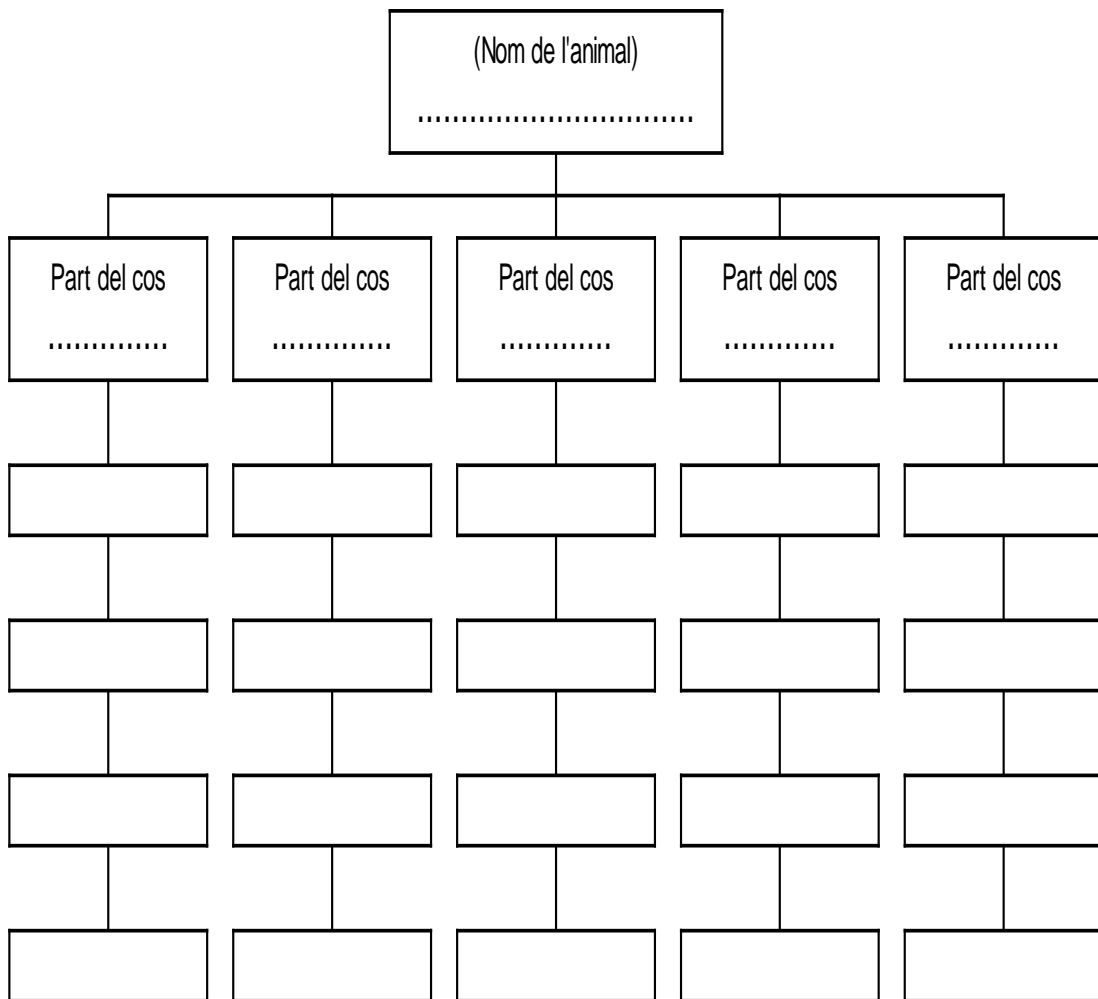 (Nom de l'animal)
................................
Part del cos Part del cos Part del cos Part del cos Part del cos
.............. .............. ............. ............. .............